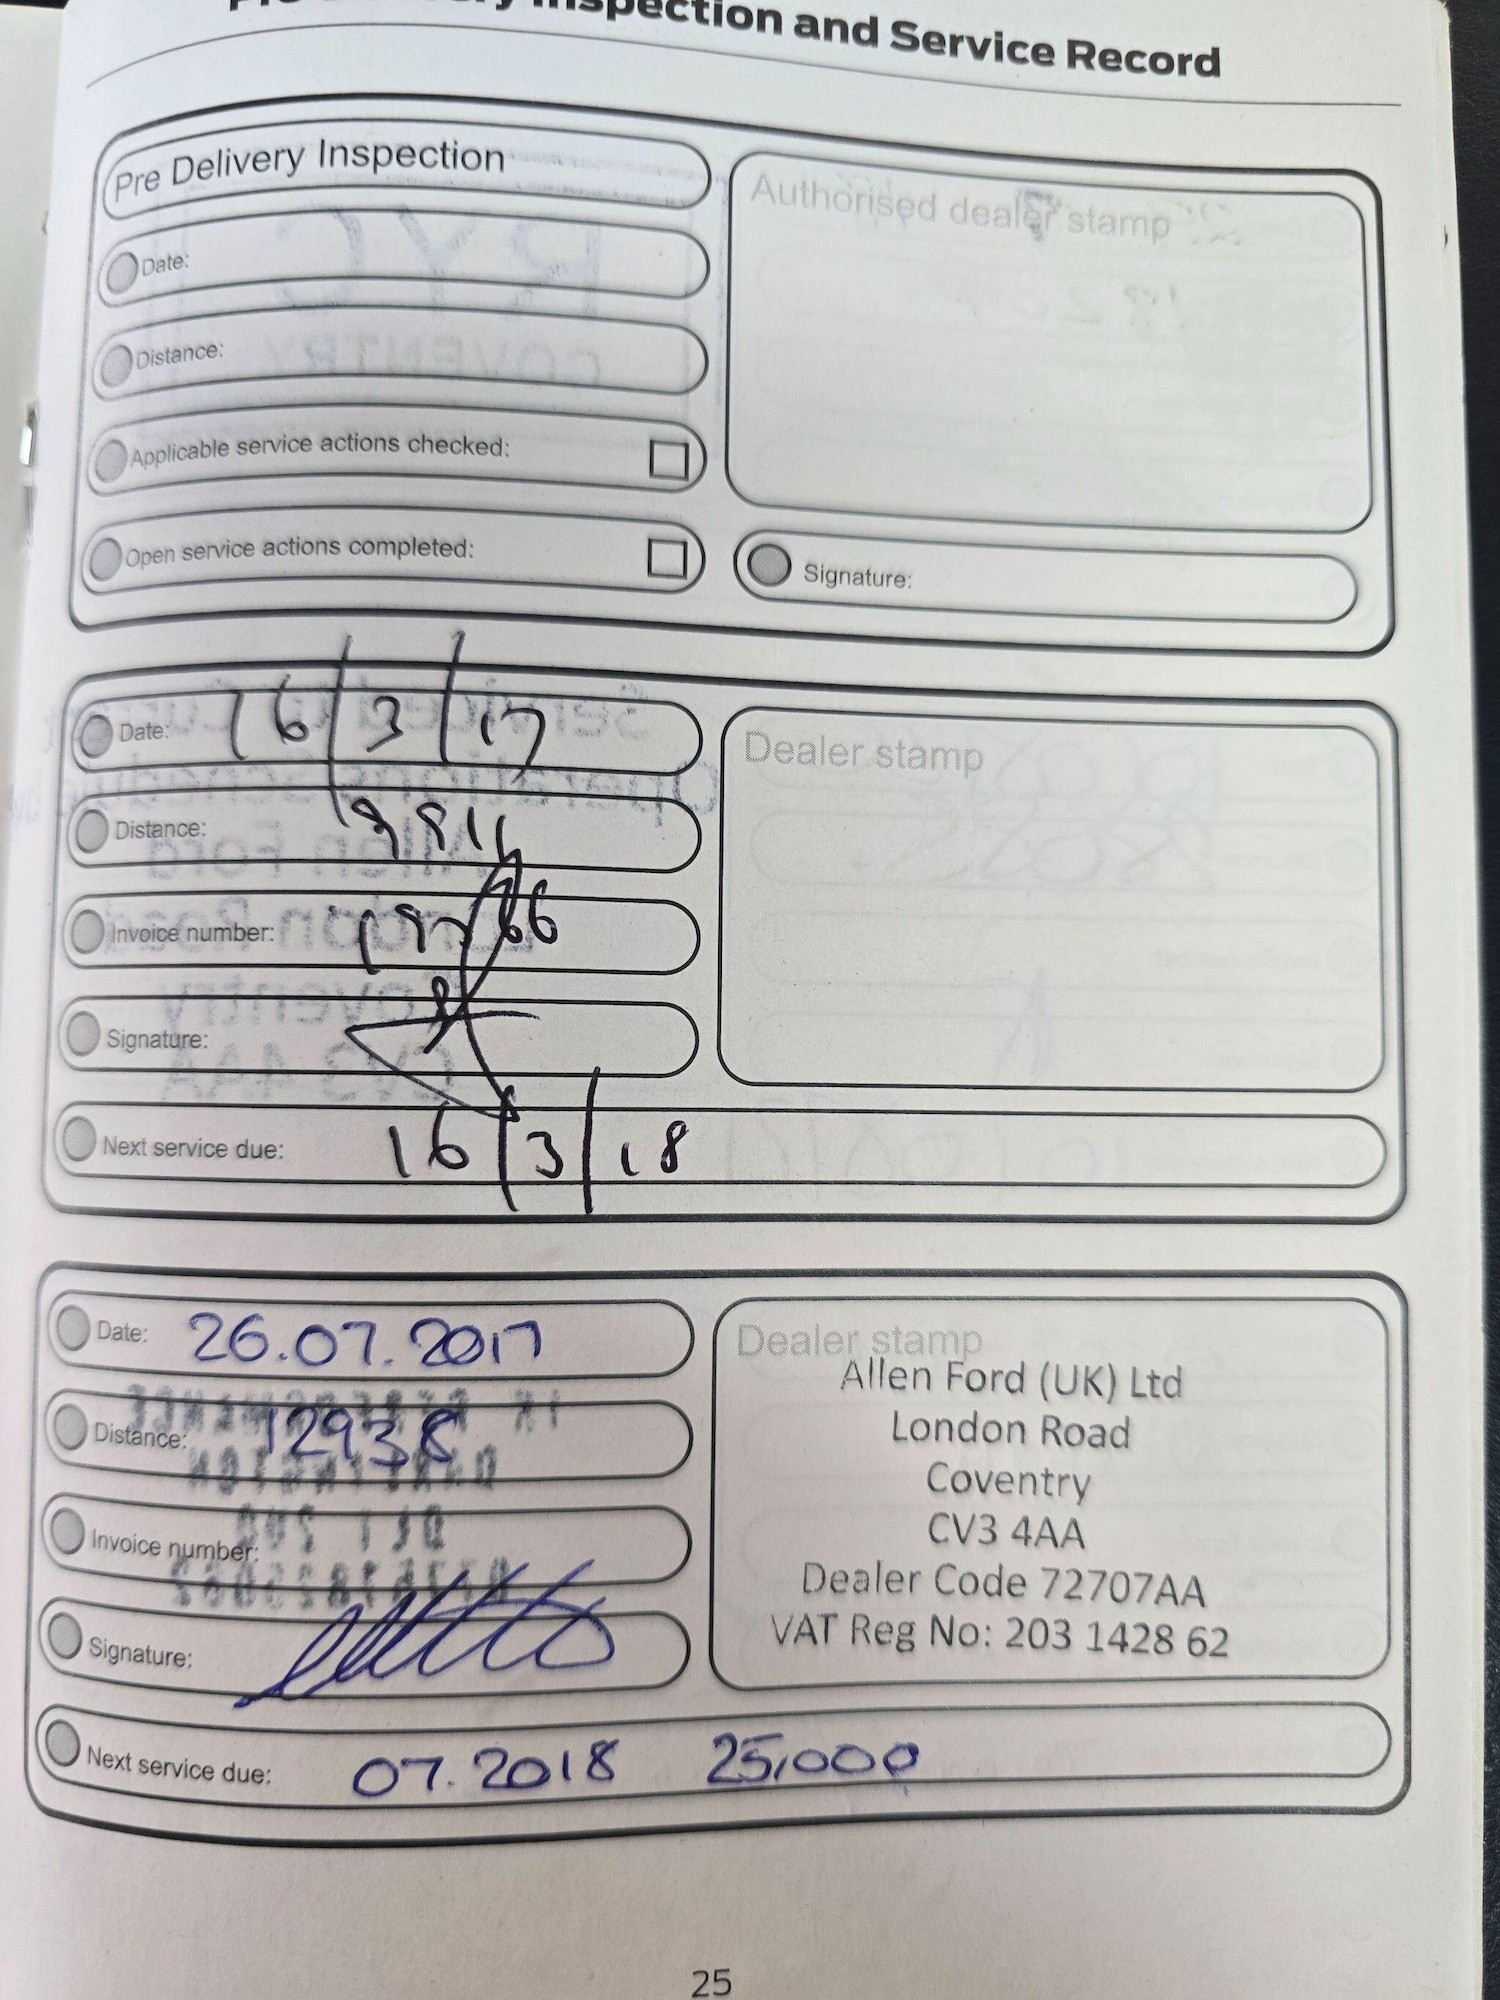 Pre Delivery Inspection and Service Record
Pre Delivery Inspection
Date:
Distance:
Applicable service actions checked:
Open service actions completed:
Authorised dealer stamp
Signature:
Date: 16/3/17
Distance: 9911
Invoice number:
Signature:
Next service due: 16/3/18
Dealer stamp
Date: 26.07.2017
Distance: 12938
Invoice number:
Signature:
Next service due: 07.2018 25,000
Dealer stamp
Allen Ford (UK) Ltd
London Road
Coventry
CV3 4AA
Dealer Code 72707AA
VAT Reg No: 203 1428 62
25